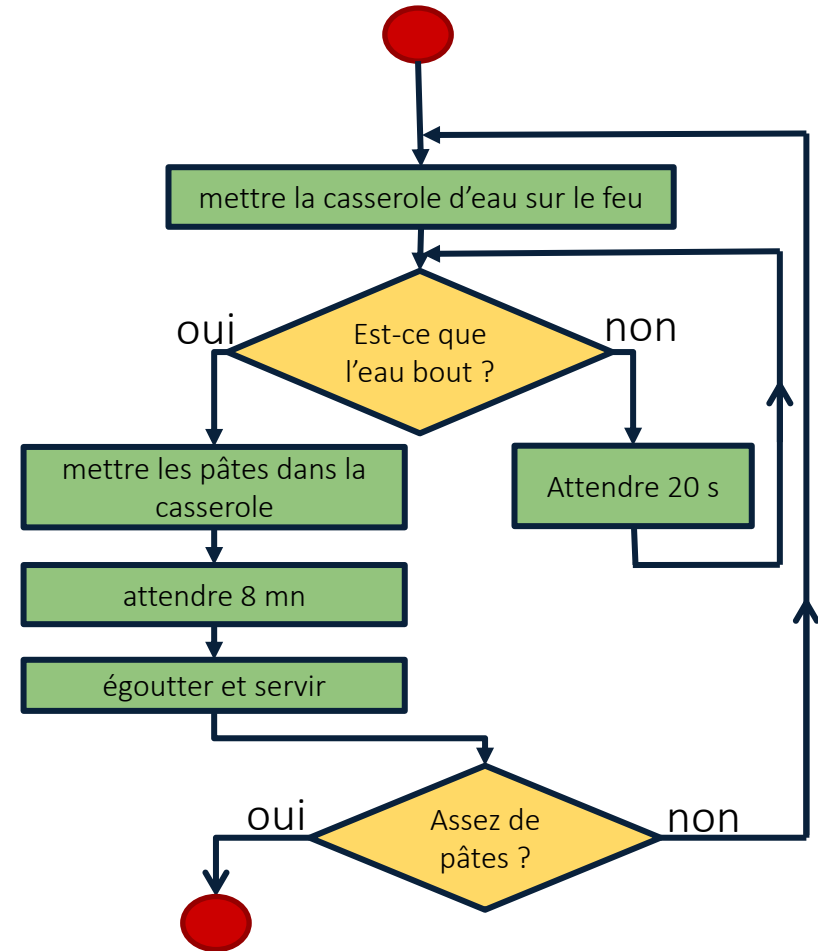 mettre la casserole d’eau sur le feu
oui
non
Est-ce que
l’eau bout ?
mettre les pâtes dans la
casserole
Attendre 20 s
attendre 8 mn
égoutter et servir
oui
non
Assez de
pâtes ?